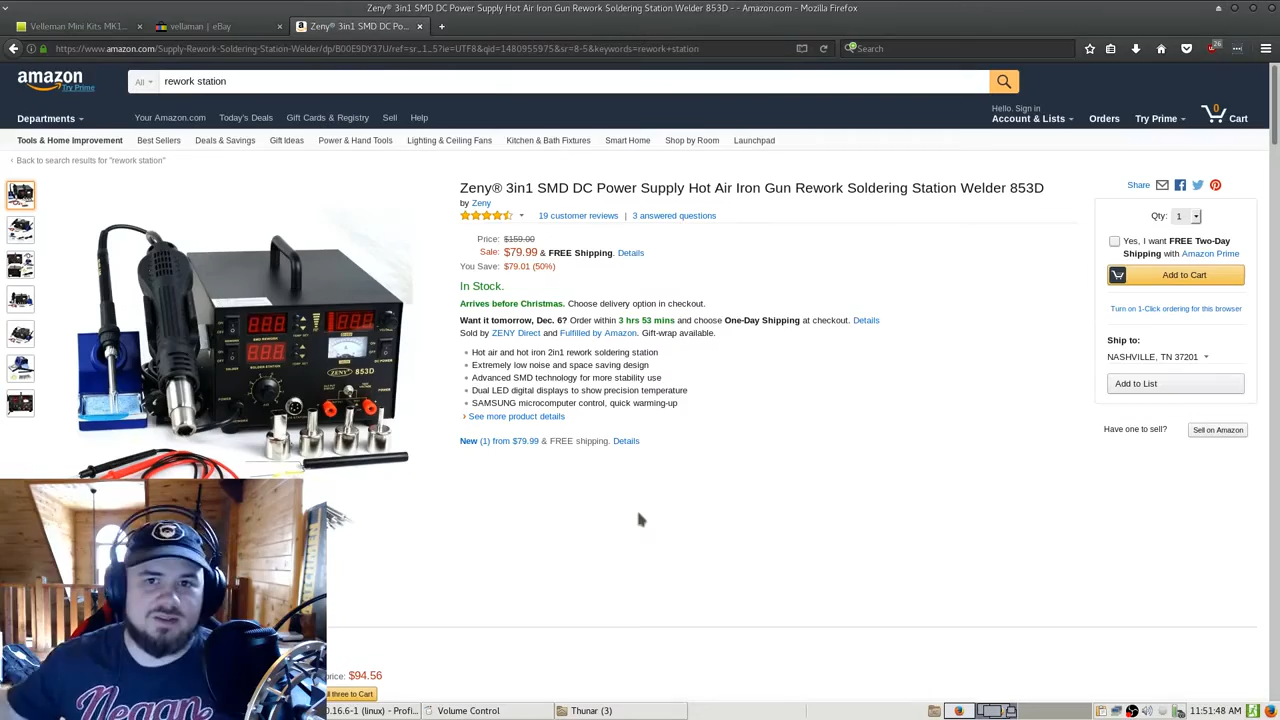 Zeny® 3in1 SMD DC Power Supply Hot Air Iron Gun Rework Soldering Station Welder 853D - - Amazon.com - Mozilla Firefox
Velleman Mini Kits MK1...
vellaman | eBay
Zeny® 3in1 SMD DC Po...
https://www.amazon.com/Supply-Rework-Soldering-Station-Welder/dp/B00E9DY37U/ref=sr_1_5?ie=UTF8&qid=1480955975&sr=8-5&keywords=rework+station
Search
26
amazon
Try Prime
All
rework station
Departments
Your Amazon.com
Today's Deals
Gift Cards & Registry
Sell
Help
Hello. Sign in
Account & Lists
Orders
Try Prime
0
Cart
Tools & Home Improvement
Best Sellers
Deals & Savings
Gift Ideas
Power & Hand Tools
Lighting & Ceiling Fans
Kitchen & Bath Fixtures
Smart Home
Shop by Room
Launchpad
‹ Back to search results for "rework station"
Zeny® 3in1 SMD DC Power Supply Hot Air Iron Gun Rework Soldering Station Welder 853D
by Zeny
19 customer reviews | 3 answered questions
Price: $159.00
Sale: $79.99 & FREE Shipping. Details
You Save: $79.01 (50%)
In Stock.
Arrives before Christmas. Choose delivery option in checkout.
Want it tomorrow, Dec. 6? Order within 3 hrs 53 mins and choose One-Day Shipping at checkout. Details
Sold by ZENY Direct and Fulfilled by Amazon. Gift-wrap available.
Hot air and hot iron 2in1 rework soldering station
Extremely low noise and space saving design
Advanced SMD technology for more stability use
Dual LED digital displays to show precision temperature
SAMSUNG microcomputer control, quick warming-up
› See more product details
New (1) from $79.99 & FREE shipping. Details
Share
Qty: 1
Yes, I want FREE Two-Day
Shipping with Amazon Prime
Add to Cart
Turn on 1-Click ordering for this browser
Ship to:
NASHVILLE, TN 37201
Add to List
Have one to sell?
Sell on Amazon
ZENY 853D
Negan
price: $94.56
all three to Cart
0.16.6-1 (linux) - Profi...
Volume Control
Thunar (3)
11:51:48 AM